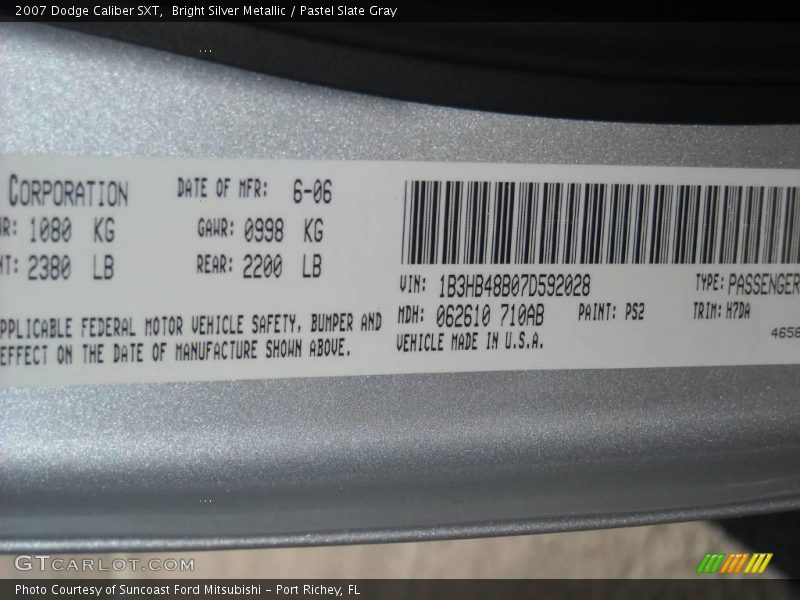 2007 Dodge Caliber SXT, Bright Silver Metallic / Pastel Slate Gray
CORPORATION DATE OF MFR: 6-06
1080 KG GAWR: 0998 KG
2380 LB REAR: 2200 LB
VIN: 1B3HB48B07D592028 TYPE: PASSENGER
MDH: 062610 710AB PAINT: PS2 TRIM: H7DA
VEHICLE MADE IN U.S.A. 4658
PPLICABLE FEDERAL MOTOR VEHICLE SAFETY, BUMPER AND
EFFECT ON THE DATE OF MANUFACTURE SHOWN ABOVE.
GTCARLOT.COM
Photo Courtesy of Suncoast Ford Mitsubishi - Port Richey, FL